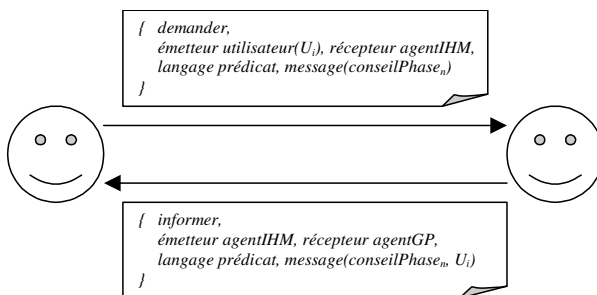 { demander,
émetteur utilisateur(Ui), récepteur agentIHM,
langage prédicat, message(conseilPhasen)
}
{ informer,
émetteur agentIHM, récepteur agentGP,
langage prédicat, message(conseilPhasen, Ui)
}